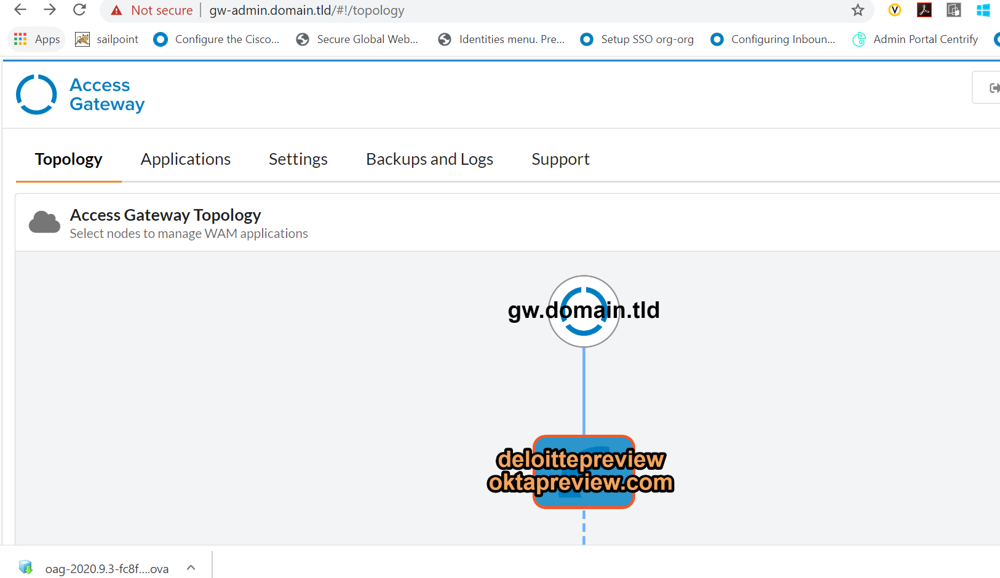 Not secure | gw-admin.domain.tld/#!/topology
Apps sailpoint Configure the Cisco... Secure Global Web... Identities menu. Pre... Setup SSO org-org Configuring Inboun... Admin Portal Centrify
Access
Gateway
Topology Applications Settings Backups and Logs Support
Access Gateway Topology
Select nodes to manage WAM applications
gw.domain.tld
deloittepreview
oktapreview.com
oag-2020.9.3-fc8f....ova